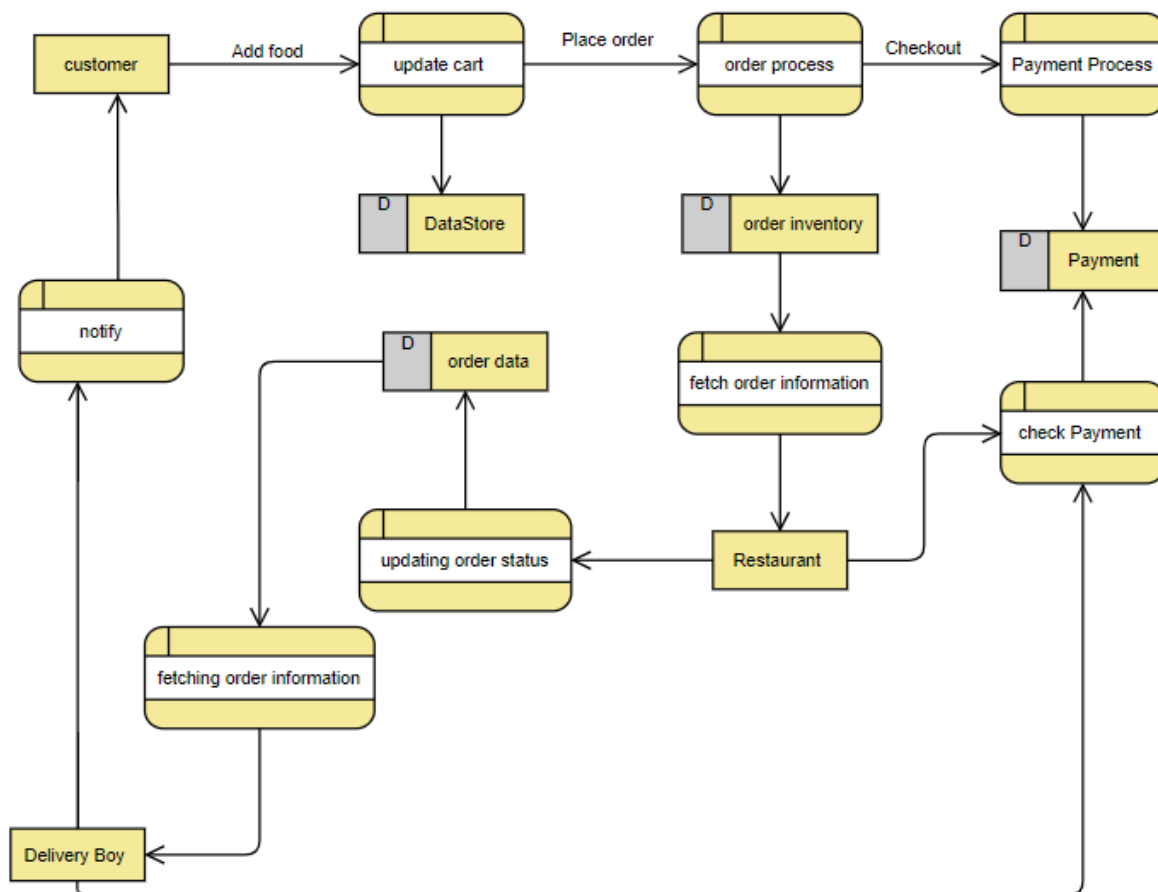 customer
Add food
update cart
Place order
order process
Checkout
Payment Process
D
DataStore
D
order inventory
D
Payment
notify
D
order data
fetch order information
check Payment
updating order status
Restaurant
fetching order information
Delivery Boy